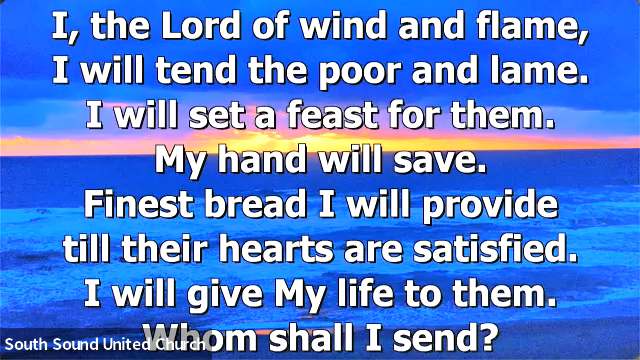 I, the Lord of wind and flame,
I will tend the poor and lame.
I will set a feast for them.
My hand will save.
Finest bread I will provide
till their hearts are satisfied.
I will give My life to them.
Whom shall I send?
South Sound United Church